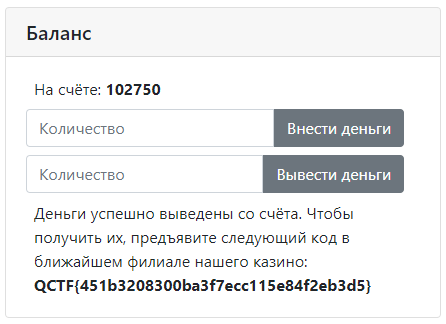 Баланс
На счёте: 102750
Количество Внести деньги
Количество Вывести деньги
Деньги успешно выведены со счёта. Чтобы
получить их, предъявите следующий код в
ближайшем филиале нашего казино:
QCTF{451b3208300ba3f7ecc115e84f2eb3d5}